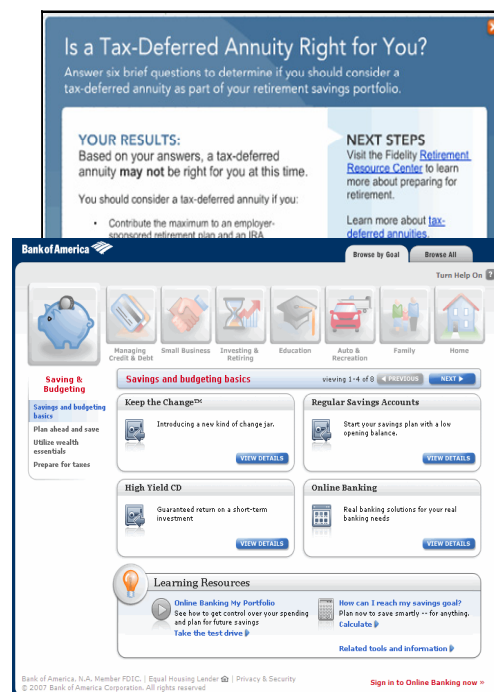 Is a Tax-Deferred Annuity Right for You?
Answer six brief questions to determine if you should consider a
tax-deferred annuity as part of your retirement savings portfolio.
YOUR RESULTS:
Based on your answers, a tax-deferred
annuity may not be right for you at this time.
You should consider a tax-deferred annuity if you:
• Contribute the maximum to an employer-
sponsored retirement plan and an IRA
NEXT STEPS
Visit the Fidelity Retirement
Resource Center to learn
more about preparing for
retirement.
Learn more about tax-
deferred annuities.
Bank of America
Browse by Goal
Browse All
Turn Help On ?
Managing
Credit & Debt
Small Business
Investing &
Retiring
Education
Auto &
Recreation
Family
Home
Saving &
Budgeting
Savings and budgeting
basics
Plan ahead and save
Utilize wealth
essentials
Prepare for taxes
Savings and budgeting basics
viewing 1-4 of 8
PREVIOUS
NEXT
Keep the Change™
Introducing a new kind of change jar.
VIEW DETAILS
Regular Savings Accounts
Start your savings plan with a low
opening balance.
VIEW DETAILS
High Yield CD
Guaranteed return on a short-term
investment
VIEW DETAILS
Online Banking
Real banking solutions for your real
banking needs
VIEW DETAILS
Learning Resources
Online Banking My Portfolio
See how to get control over your spending
and plan for future savings
Take the test drive
How can I reach my savings goal?
Plan now to save smartly -- for anything.
Calculate
Related tools and information
Bank of America. N.A. Member FDIC. | Equal Housing Lender | Privacy & Security
© 2007 Bank of America Corporation. All rights reserved
Sign in to Online Banking now »